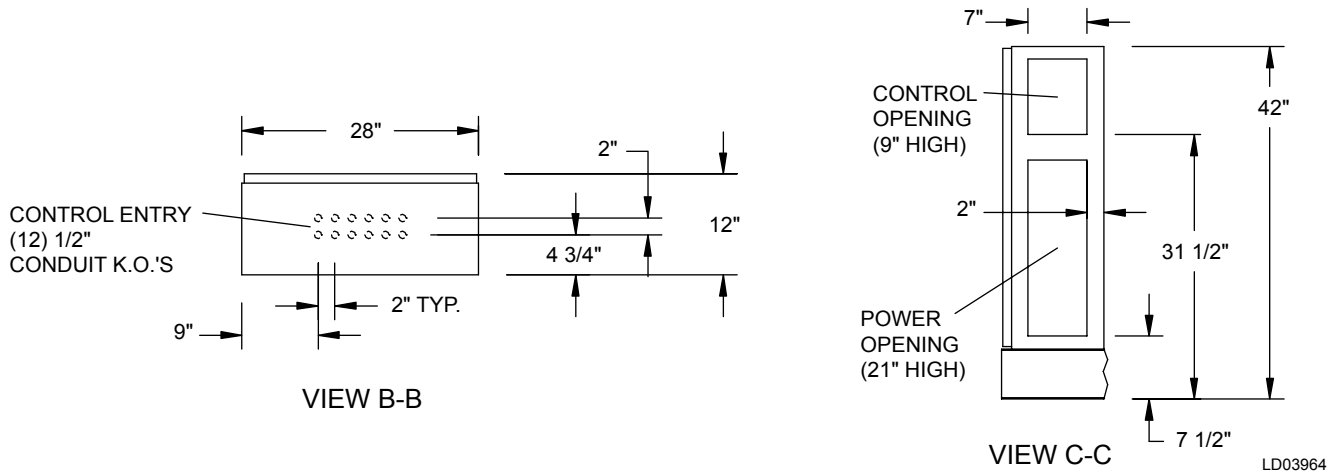 28"
2"
12"
4 3/4"
CONTROL ENTRY
(12) 1/2"
CONDUIT K.O.'S
2" TYP.
9"
VIEW B-B
7"
CONTROL
OPENING
(9" HIGH)
42"
2"
31 1/2"
POWER
OPENING
(21" HIGH)
7 1/2"
VIEW C-C
LD03964